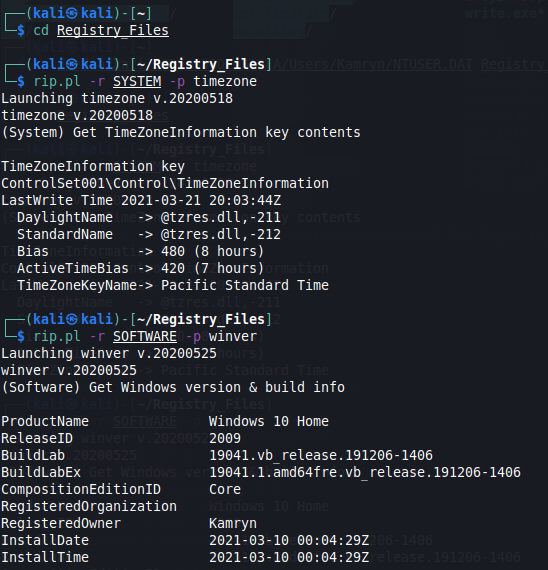 (kali㉿kali)-[~]
$ cd Registry_Files
(kali㉿kali)-[~/Registry_Files]
$ rip.pl -r SYSTEM -p timezone
Launching timezone v.20200518
timezone v.20200518
(System) Get TimeZoneInformation key contents
TimeZoneInformation key
ControlSet001\Control\TimeZoneInformation
LastWrite Time 2021-03-21 20:03:44Z
DaylightName -> @tzres.dll,-211
StandardName -> @tzres.dll,-212
Bias -> 480 (8 hours)
ActiveTimeBias -> 420 (7 hours)
TimeZoneKeyName-> Pacific Standard Time
(kali㉿kali)-[~/Registry_Files]
$ rip.pl -r SOFTWARE -p winver
Launching winver v.20200525
winver v.20200525
(Software) Get Windows version & build info
ProductName Windows 10 Home
ReleaseID 2009
BuildLab 19041.vb_release.191206-1406
BuildLabEx 19041.1.amd64fre.vb_release.191206-1406
CompositionEditionID Core
RegisteredOrganization
RegisteredOwner Kamryn
InstallDate 2021-03-10 00:04:29Z
InstallTime 2021-03-10 00:04:29Z